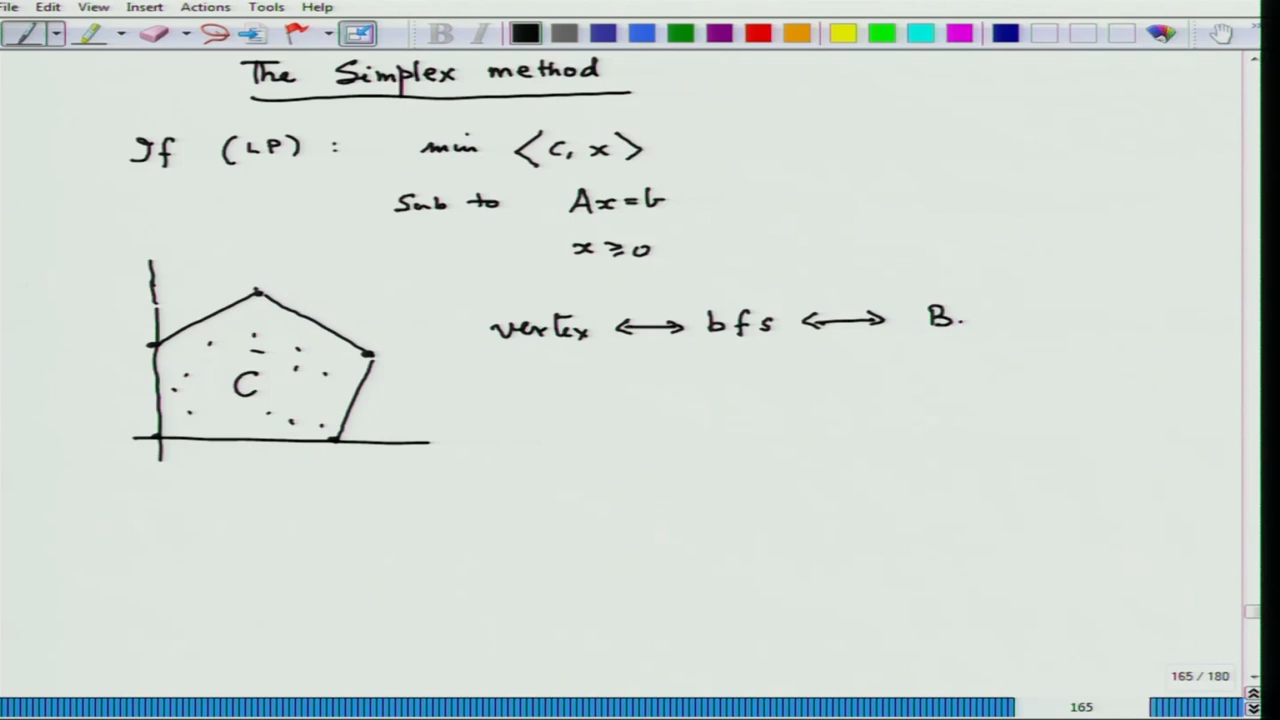 File Edit View Insert Actions Tools Help
B I
The Simplex method
If (LP) : min ⟨c, x⟩
Sub to Ax=b
x ≥ 0
vertex ⟷ bfs ⟷ B.
C
165 / 180
165